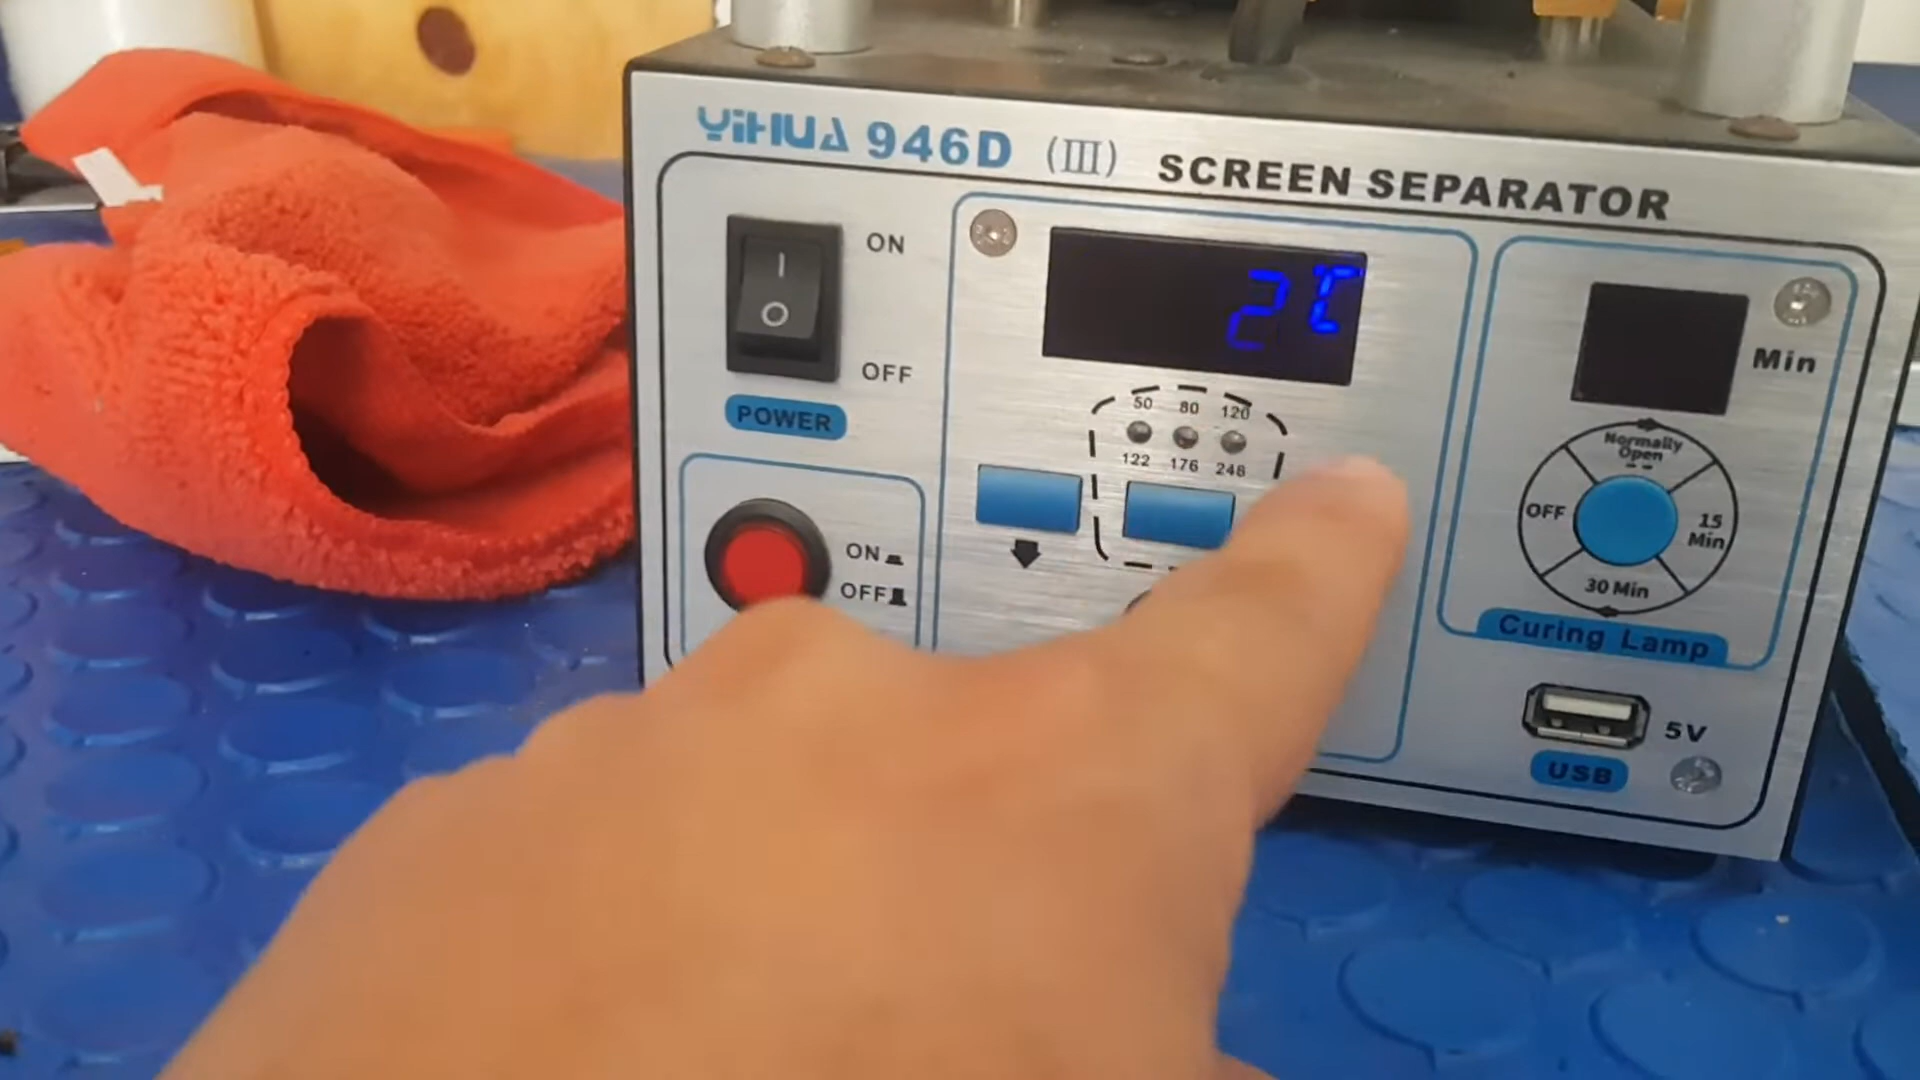 YiHUA 946D (III) SCREEN SEPARATOR
ON
OFF
POWER
ON
OFF
2℃
50 80 120
122 176 248
Min
Normally
Open
--
OFF
15
Min
30 Min
Curing Lamp
5V
USB